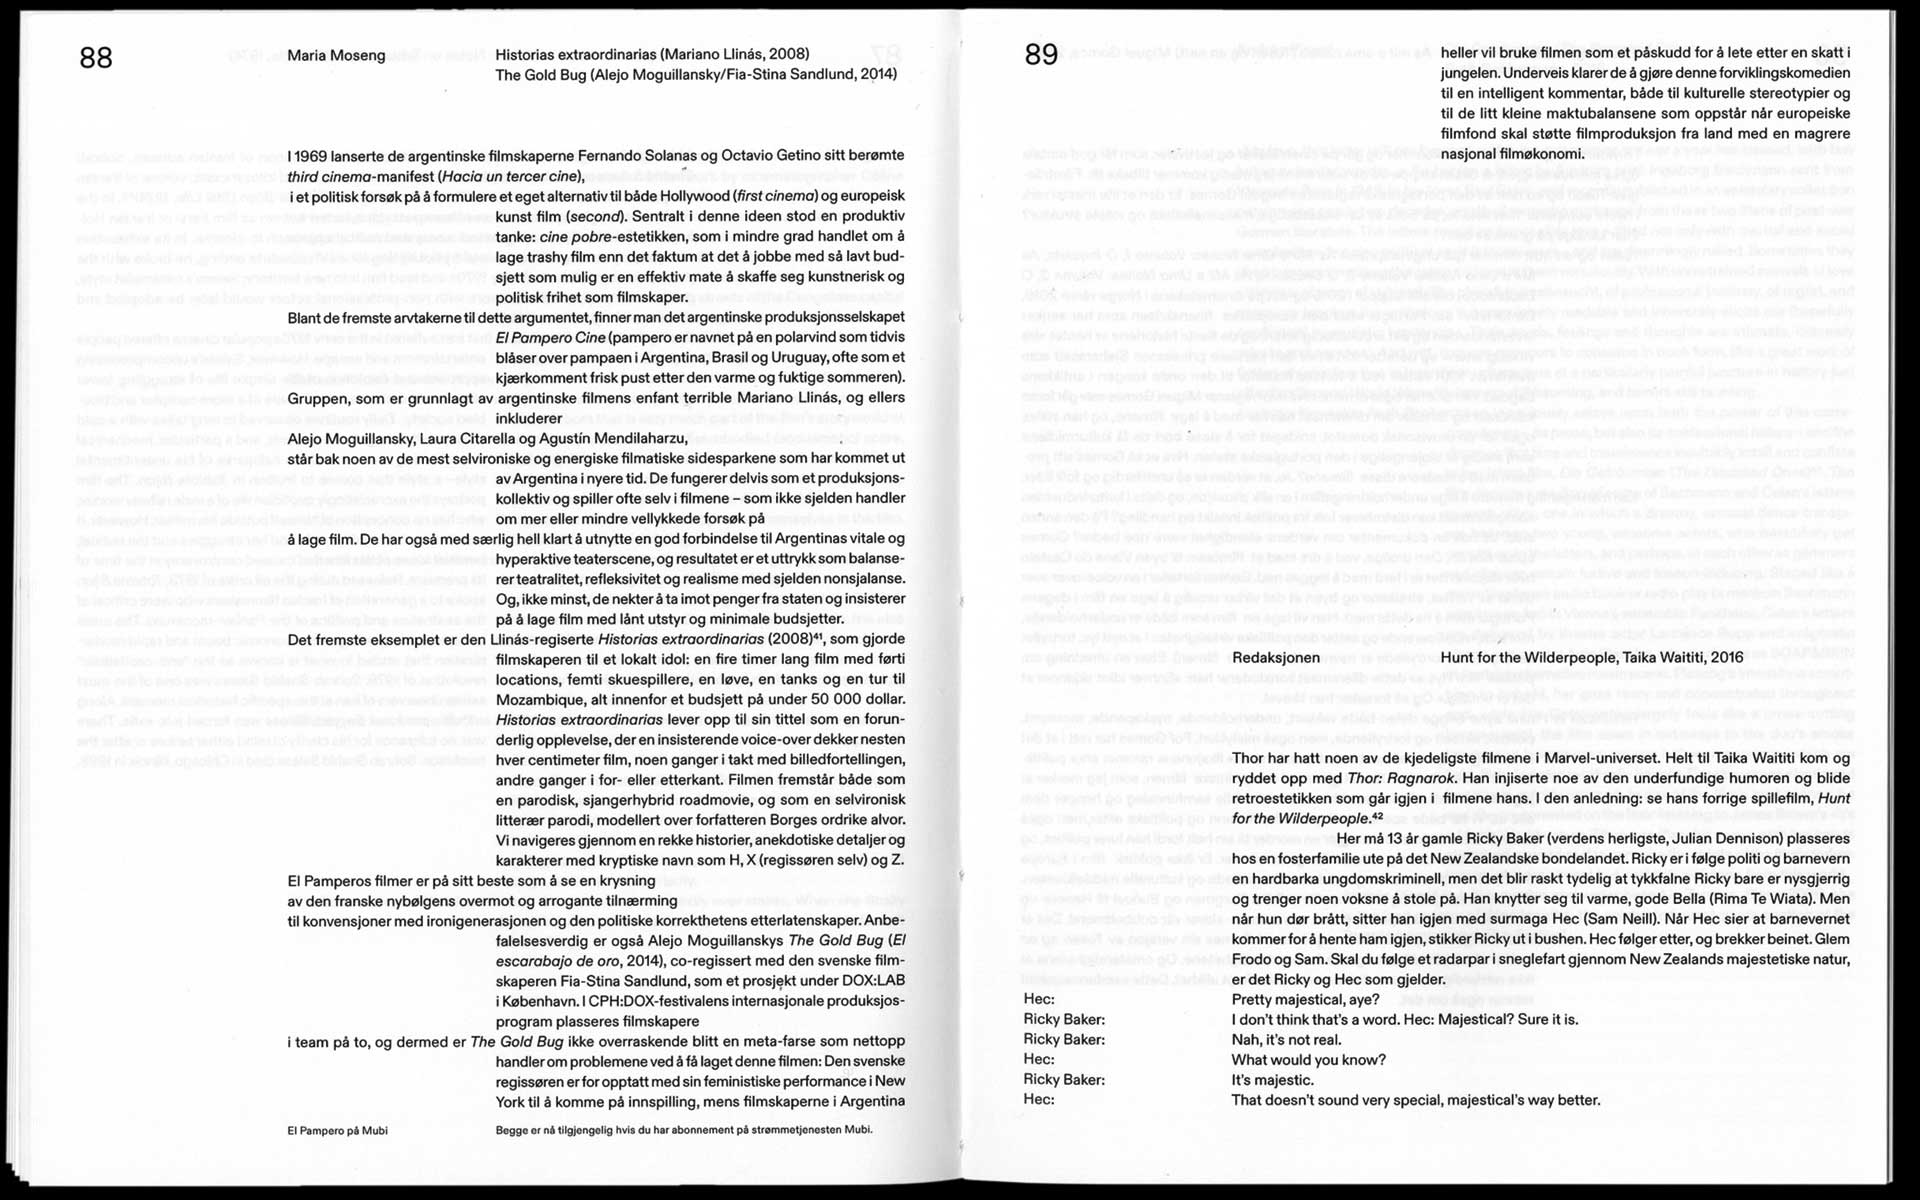 88
Maria Moseng
Historias extraordinarias (Mariano Llinás, 2008)
The Gold Bug (Alejo Moguillansky/Fia-Stina Sandlund, 2014)
I 1969 lanserte de argentinske filmskaperne Fernando Solanas og Octavio Getino sitt berømte
third cinema-manifest (Hacia un tercer cine),
i et politisk forsøk på å formulere et eget alternativ til både Hollywood (first cinema) og europeisk
kunst film (second). Sentralt i denne ideen stod en produktiv
tanke: cine pobre-estetikken, som i mindre grad handlet om å
lage trashy film enn det faktum at det å jobbe med så lavt bud-
sjett som mulig er en effektiv mate å skaffe seg kunstnerisk og
politisk frihet som filmskaper.
Blant de fremste arvtakerne til dette argumentet, finner man det argentinske produksjonsselskapet
El Pampero Cine (pampero er navnet på en polarvind som tidvis
blåser over pampaen i Argentina, Brasil og Uruguay, ofte som et
kjærkomment frisk pust etter den varme og fuktige sommeren).
Gruppen, som er grunnlagt av argentinske filmens enfant terrible Mariano Llinás, og ellers
inkluderer
Alejo Moguillansky, Laura Citarella og Agustín Mendilaharzu,
står bak noen av de mest selvironiske og energiske filmatiske sidesparkene som har kommet ut
av Argentina i nyere tid. De fungerer delvis som et produksjons-
kollektiv og spiller ofte selv i filmene – som ikke sjelden handler
om mer eller mindre vellykkede forsøk på
å lage film. De har også med særlig hell klart å utnytte en god forbindelse til Argentinas vitale og
hyperaktive teaterscene, og resultatet er et uttrykk som balanse-
rer teatralitet, refleksivitet og realisme med sjelden nonsjalanse.
Og, ikke minst, de nekter å ta imot penger fra staten og insisterer
på å lage film med lånt utstyr og minimale budsjetter.
Det fremste eksemplet er den Llinás-regiserte Historias extraordinarias (2008)⁴¹, som gjorde
filmskaperen til et lokalt idol: en fire timer lang film med førti
locations, femti skuespillere, en løve, en tanks og en tur til
Mozambique, alt innenfor et budsjett på under 50 000 dollar.
Historias extraordinarias lever opp til sin tittel som en forun-
derlig opplevelse, der en insisterende voice-over dekker nesten
hver centimeter film, noen ganger i takt med billedfortellingen,
andre ganger i for- eller etterkant. Filmen fremstår både som
en parodisk, sjangerhybrid roadmovie, og som en selvironisk
litterær parodi, modellert over forfatteren Borges ordrike alvor.
Vi navigeres gjennom en rekke historier, anekdotiske detaljer og
karakterer med kryptiske navn som H, X (regissøren selv) og Z.
El Pamperos filmer er på sitt beste som å se en krysning
av den franske nybølgens overmot og arrogante tilnærming
til konvensjoner med ironigenerasjonen og den politiske korrekthetens etterlatenskaper. Anbe-
falelsesverdig er også Alejo Moguillanskys The Gold Bug (El
escarabajo de oro, 2014), co-regissert med den svenske film-
skaperen Fia-Stina Sandlund, som et prosjekt under DOX:LAB
i København. I CPH:DOX-festivalens internasjonale produksjos-
program plasseres filmskapere
i team på to, og dermed er The Gold Bug ikke overraskende blitt en meta-farse som nettopp
handler om problemene ved å få laget denne filmen: Den svenske
regissøren er for opptatt med sin feministiske performance i New
York til å komme på innspilling, mens filmskaperne i Argentina
El Pampero på Mubi
Begge er nå tilgjengelig hvis du har abonnement på strømmetjenesten Mubi.
89
heller vil bruke filmen som et påskudd for å lete etter en skatt i
jungelen. Underveis klarer de å gjøre denne forviklingskomedien
til en intelligent kommentar, både til kulturelle stereotypier og
til de litt kleine maktubalansene som oppstår når europeiske
filmfond skal støtte filmproduksjon fra land med en magrere
nasjonal filmøkonomi.
Redaksjonen
Hunt for the Wilderpeople, Taika Waititi, 2016
Thor har hatt noen av de kjedeligste filmene i Marvel-universet. Helt til Taika Waititi kom og
ryddet opp med Thor: Ragnarok. Han injiserte noe av den underfundige humoren og blide
retroestetikken som går igjen i filmene hans. I den anledning: se hans forrige spillefilm, Hunt
for the Wilderpeople.⁴²
Her må 13 år gamle Ricky Baker (verdens herligste, Julian Dennison) plasseres
hos en fosterfamilie ute på det New Zealandske bondelandet. Ricky er i følge politi og barnevern
en hardbarka ungdomskriminell, men det blir raskt tydelig at tykkfalne Ricky bare er nysgjerrig
og trenger noen voksne å stole på. Han knytter seg til varme, gode Bella (Rima Te Wiata). Men
når hun dør brått, sitter han igjen med surmaga Hec (Sam Neill). Når Hec sier at barnevernet
kommer for å hente ham igjen, stikker Ricky ut i bushen. Hec følger etter, og brekker beinet. Glem
Frodo og Sam. Skal du følge et radarpar i sneglefart gjennom New Zealands majestetiske natur,
er det Ricky og Hec som gjelder.
Hec: Pretty majestical, aye?
Ricky Baker: I don't think that's a word. Hec: Majestical? Sure it is.
Ricky Baker: Nah, it's not real.
Hec: What would you know?
Ricky Baker: It's majestic.
Hec: That doesn't sound very special, majestical's way better.